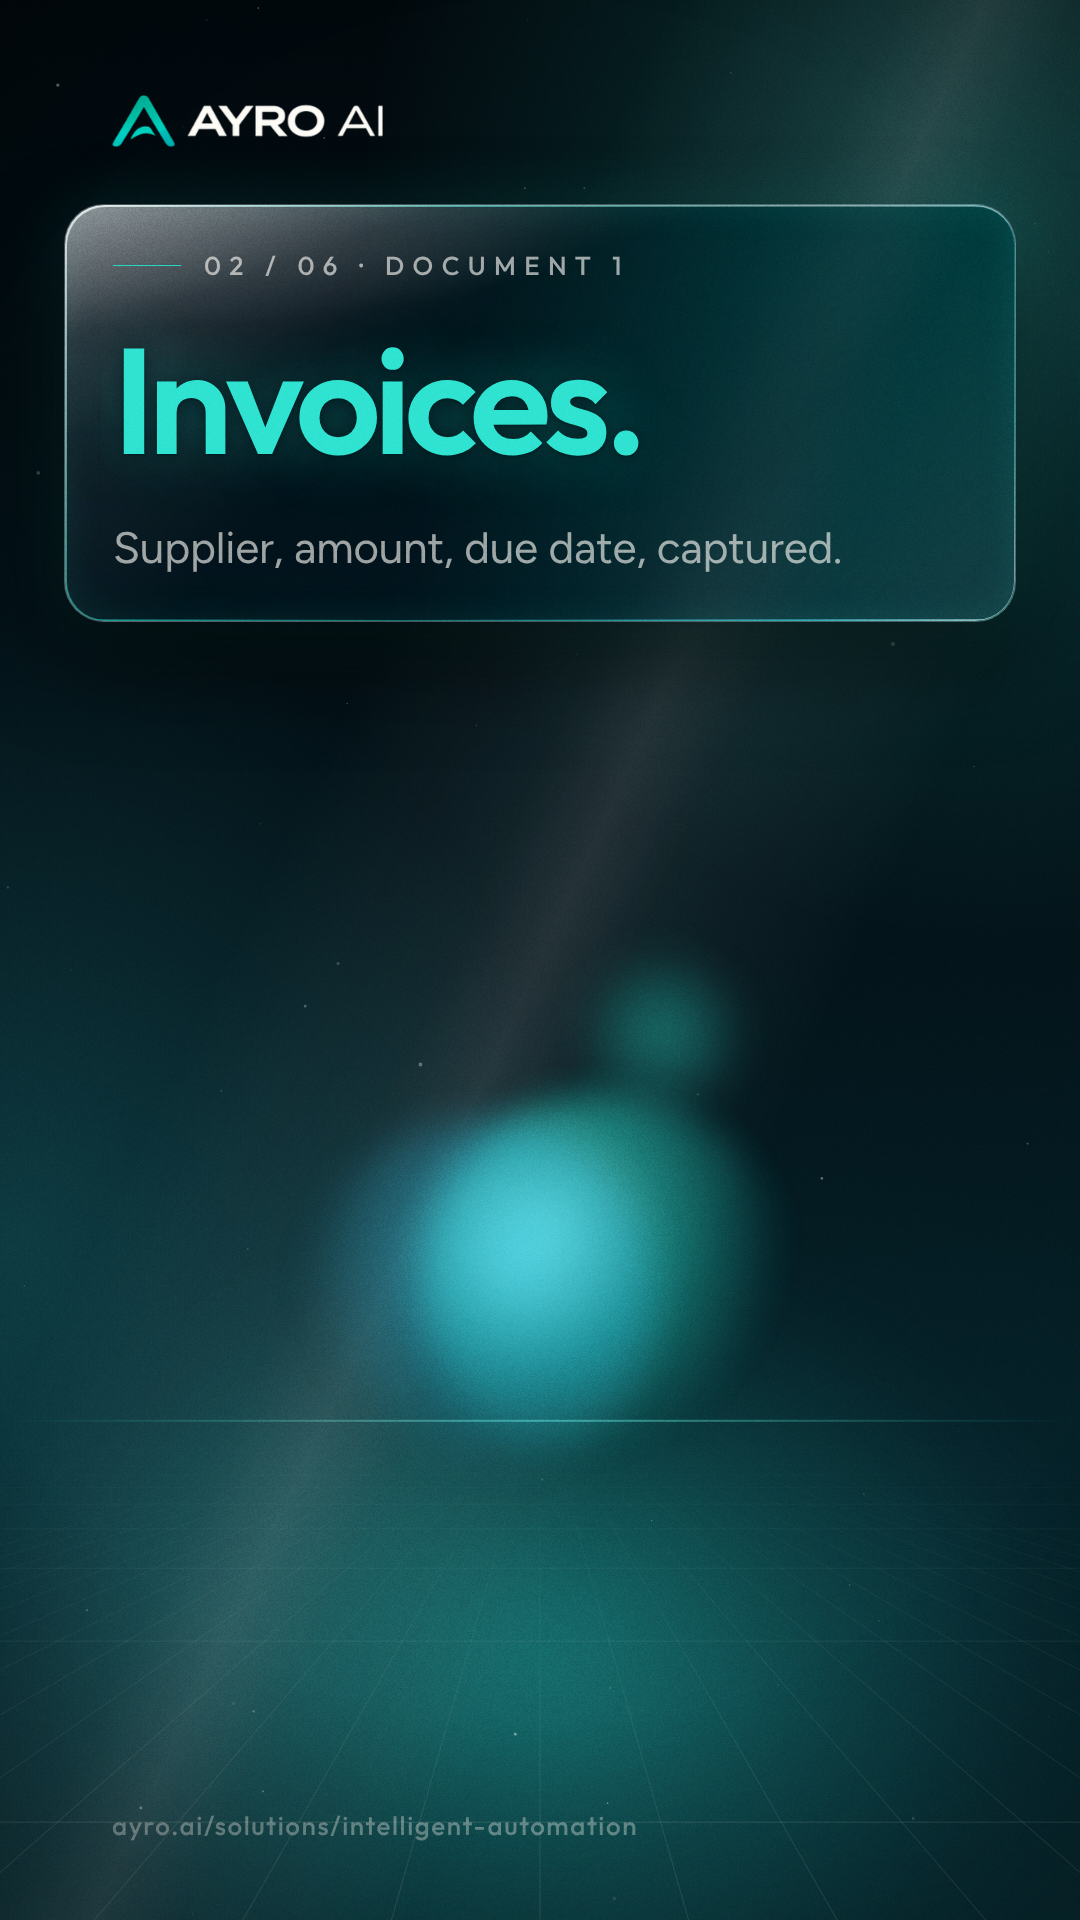 AYRO AI
02 / 06 · DOCUMENT 1
Invoices.
Supplier, amount, due date, captured.
ayro.ai/solutions/intelligent-automation